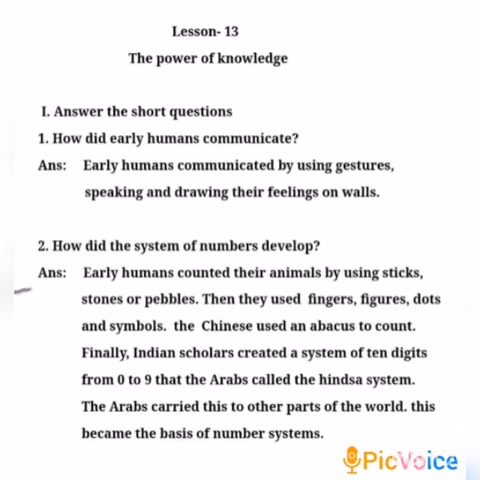 Lesson- 13
The power of knowledge
I. Answer the short questions
1. How did early humans communicate?
Ans: Early humans communicated by using gestures,
speaking and drawing their feelings on walls.
2. How did the system of numbers develop?
Ans: Early humans counted their animals by using sticks,
stones or pebbles. Then they used fingers, figures, dots
and symbols. the Chinese used an abacus to count.
Finally, Indian scholars created a system of ten digits
from 0 to 9 that the Arabs called the hindsa system.
The Arabs carried this to other parts of the world. this
became the basis of number systems.
PicVoice